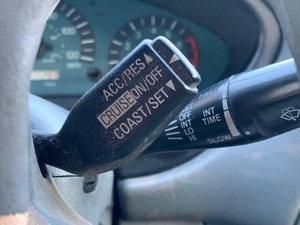 ACC/RES▲
CRUISE ON/OFF
COAST/SET▼
OFF
INT
LO
HI
INT
TIME
SLOW